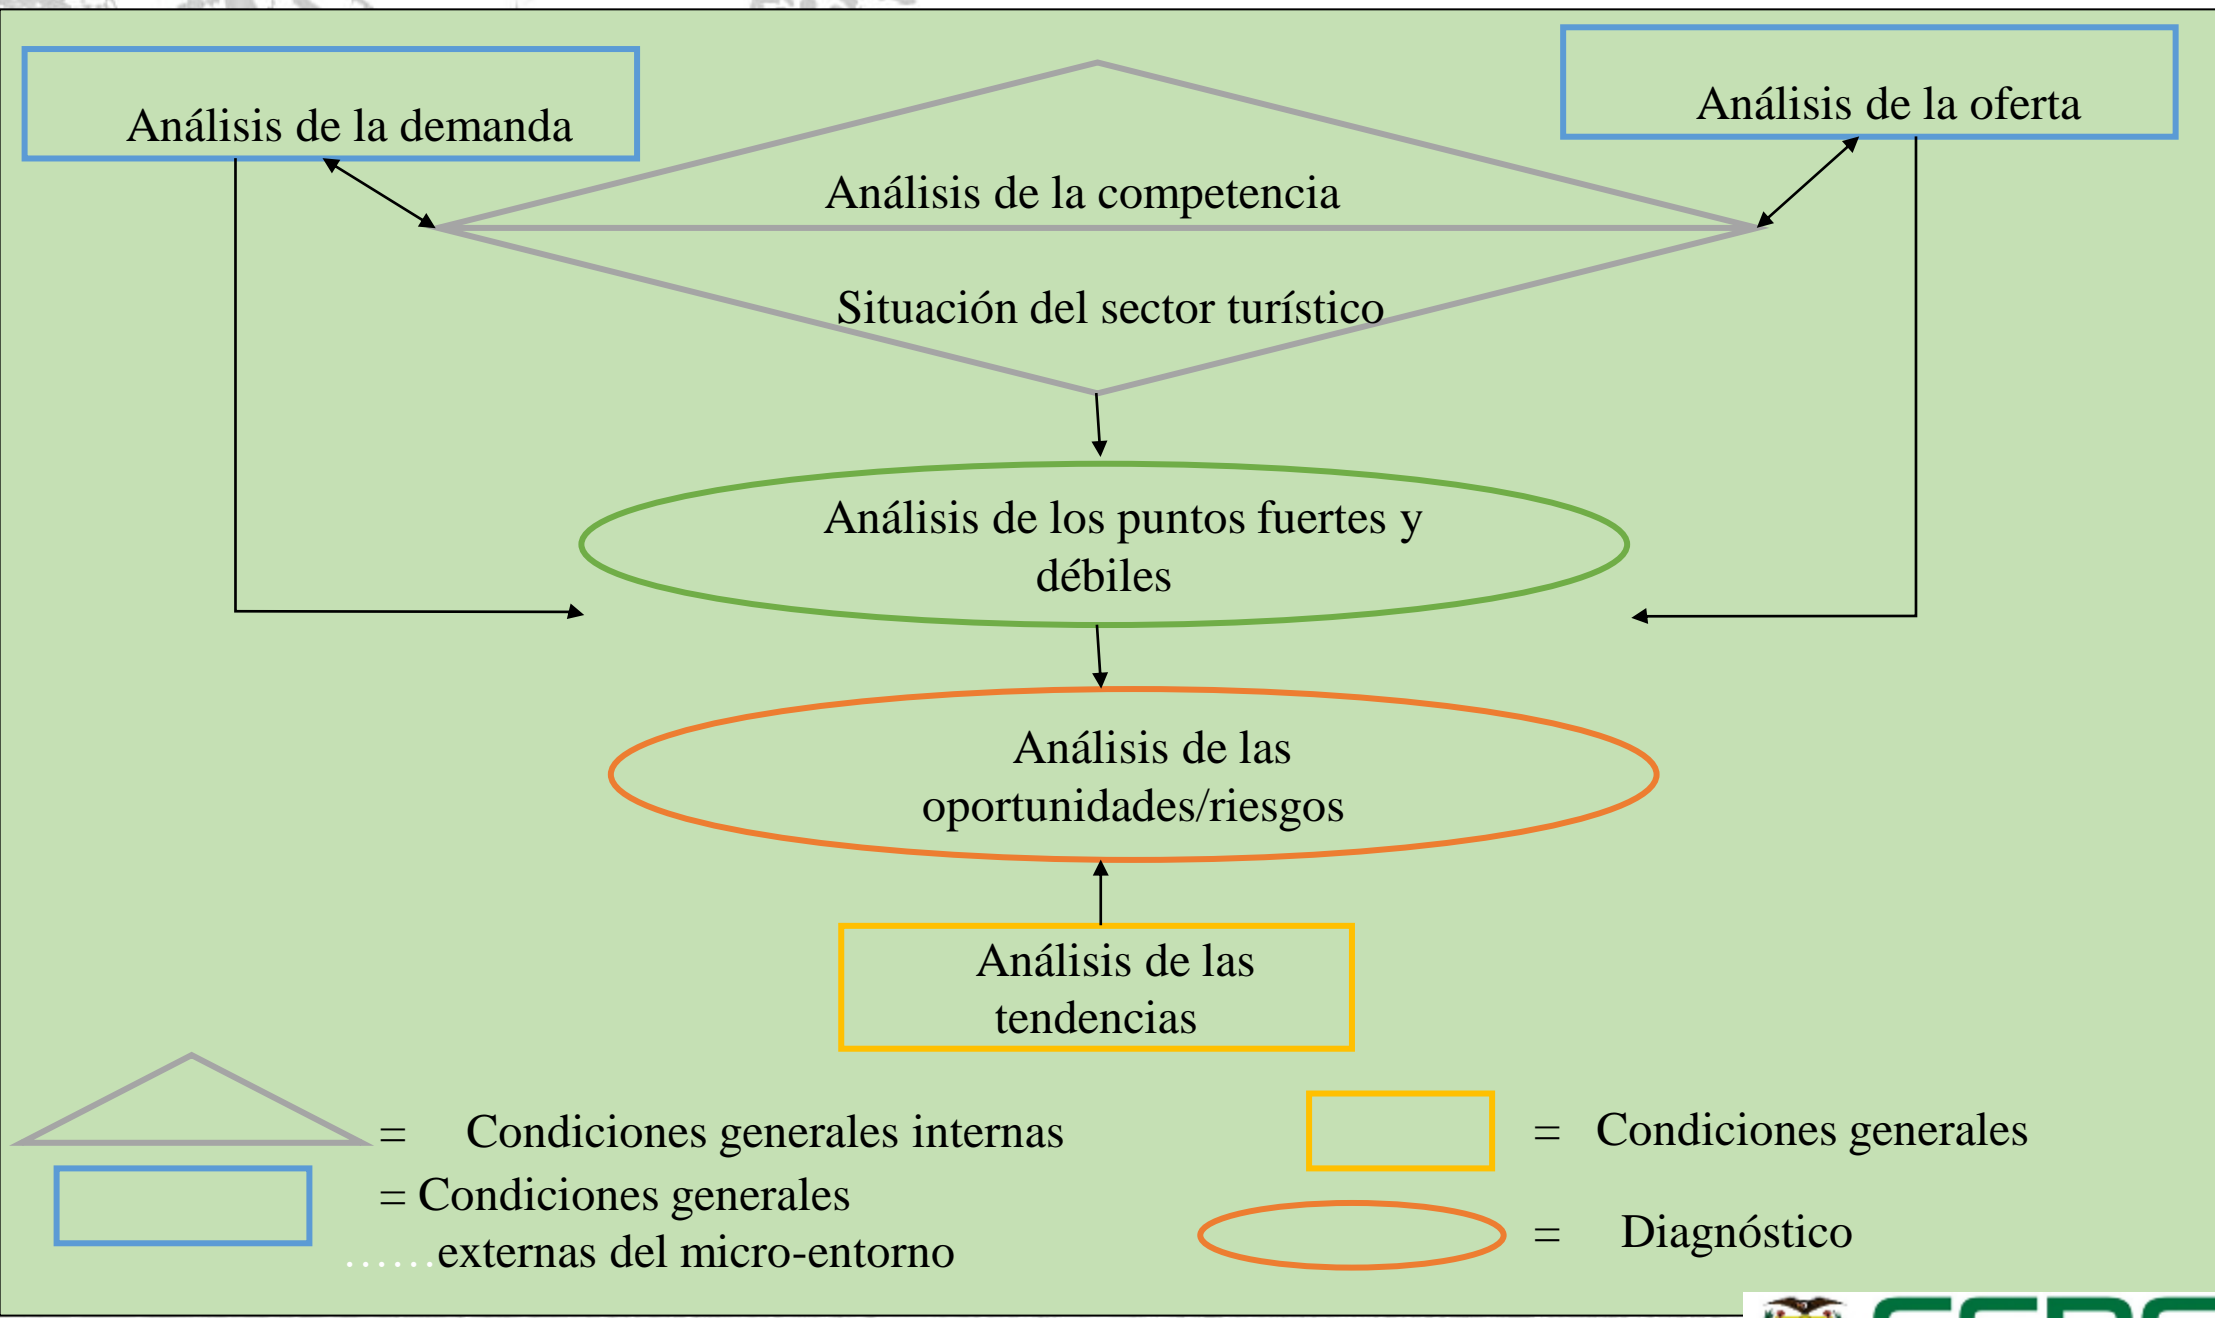 Análisis de la demanda
Análisis de la oferta
Análisis de la competencia
Situación del sector turístico
Análisis de los puntos fuertes y
débiles
Análisis de las
oportunidades/riesgos
Análisis de las
tendencias
= Condiciones generales internas
= Condiciones generales
......externas del micro-entorno
= Condiciones generales
= Diagnóstico